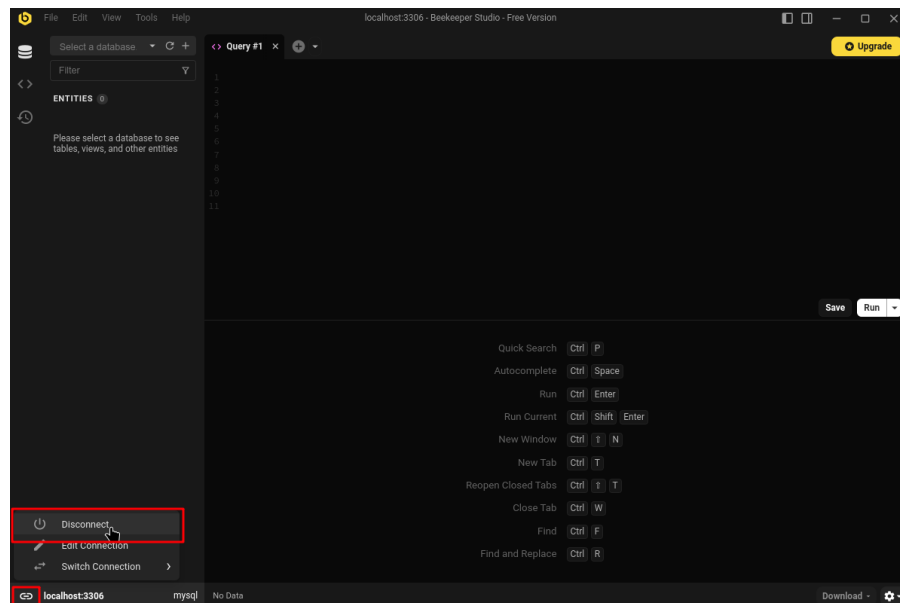 File Edit View Tools Help
localhost:3306 - Beekeeper Studio - Free Version
Select a database
Query #1
Upgrade
Filter
ENTITIES 0
Please select a database to see
tables, views, and other entities
1
2
3
4
5
6
7
8
9
10
11
Save Run
Quick Search Ctrl P
Autocomplete Ctrl Space
Run Ctrl Enter
Run Current Ctrl Shift Enter
New Window Ctrl ⇧ N
New Tab Ctrl T
Reopen Closed Tabs Ctrl ⇧ T
Close Tab Ctrl W
Find Ctrl F
Find and Replace Ctrl R
Disconnect
Edit Connection
Switch Connection
localhost:3306 mysql No Data Download -